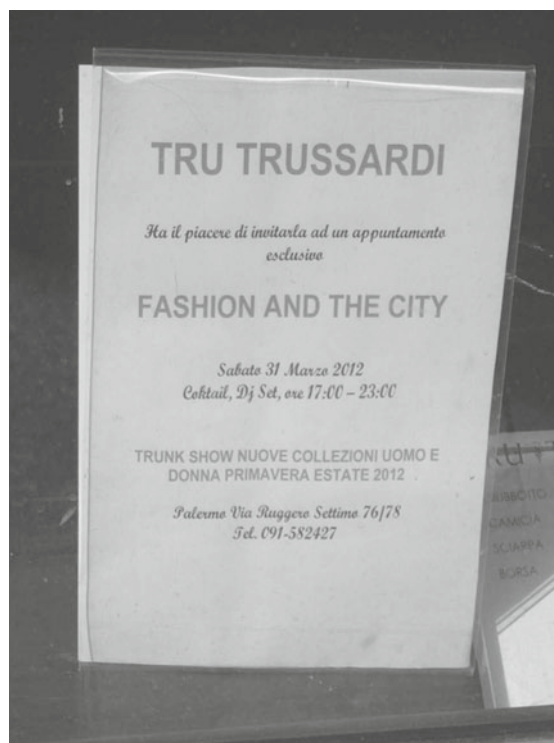 TRU TRUSSARDI
Ha il piacere di invitarla ad un appuntamento
esclusivo
FASHION AND THE CITY
Sabato 31 Marzo 2012
Coktail, Dj Set, ore 17:00 – 23:00
TRUNK SHOW NUOVE COLLEZIONI UOMO E
DONNA PRIMAVERA ESTATE 2012
Palermo Via Ruggero Settimo 76/78
Tel. 091-582427
CAMICIA
SCIARPA
BORSA